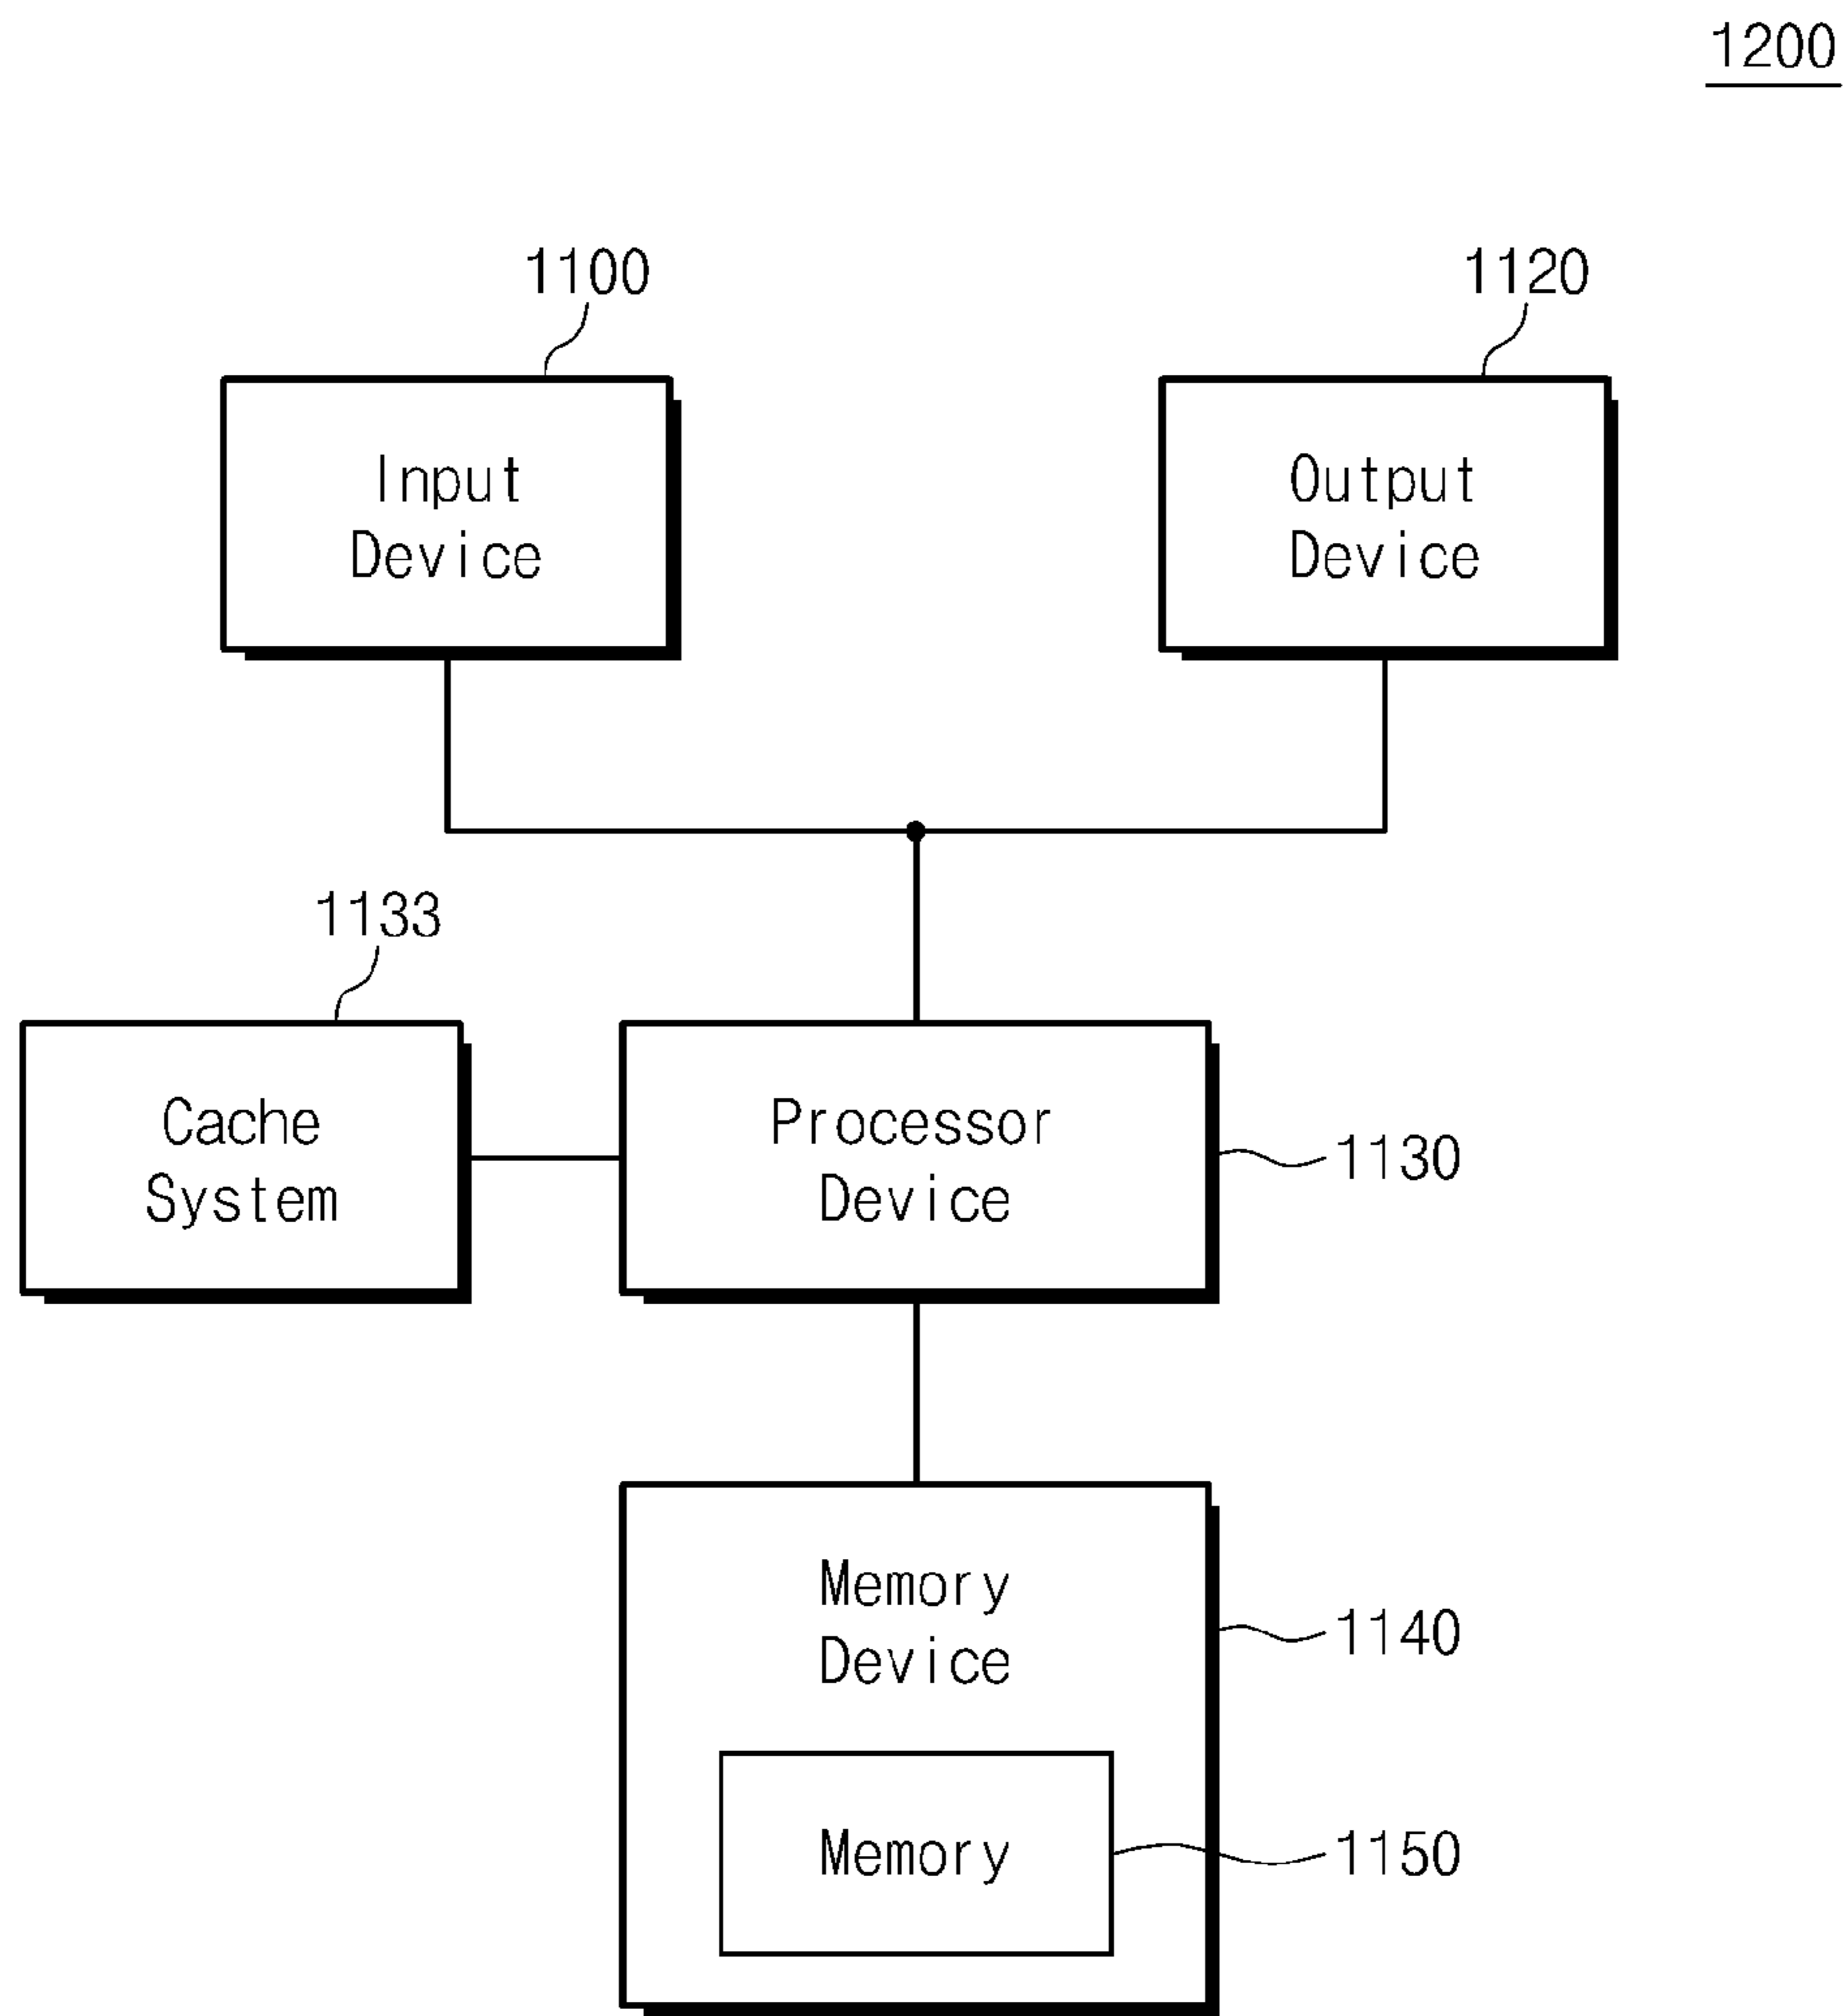 1200
1100
1120
Input
Device
Output
Device
1133
Cache
System
Processor
Device
1130
Memory
Device
1140
Memory
1150